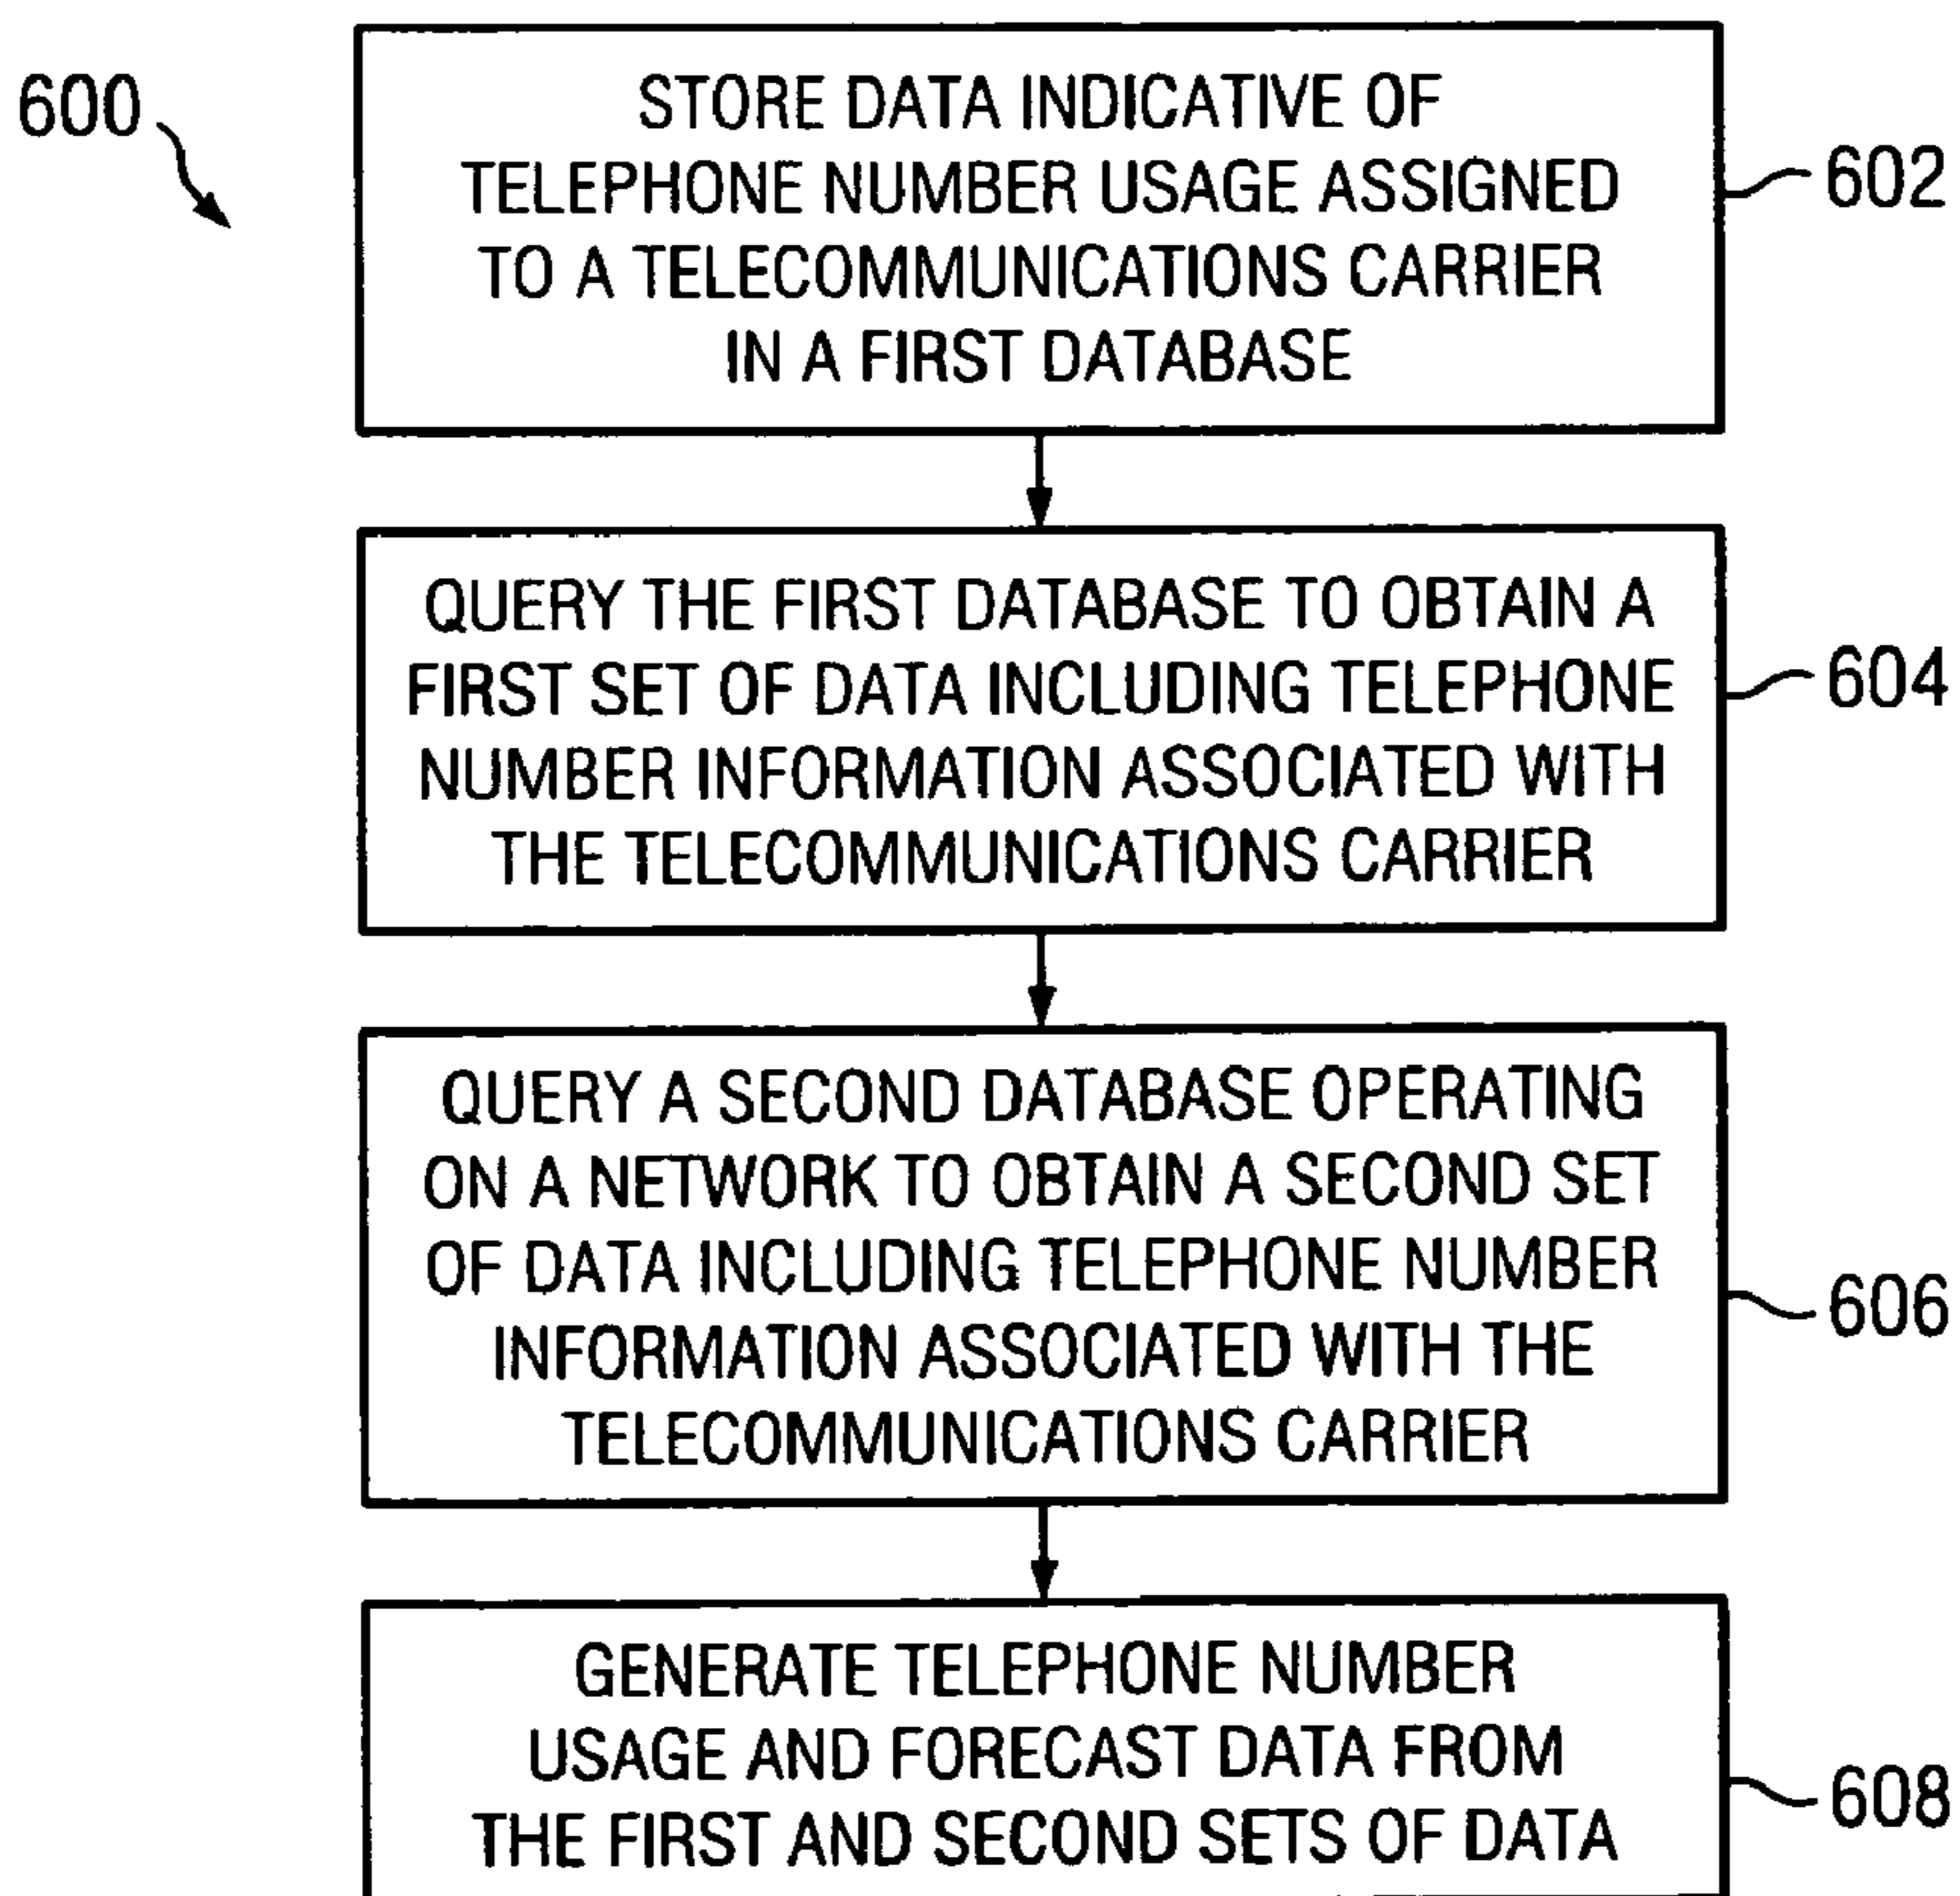 600
STORE DATA INDICATIVE OF
TELEPHONE NUMBER USAGE ASSIGNED
TO A TELECOMMUNICATIONS CARRIER
IN A FIRST DATABASE
602
QUERY THE FIRST DATABASE TO OBTAIN A
FIRST SET OF DATA INCLUDING TELEPHONE
NUMBER INFORMATION ASSOCIATED WITH
THE TELECOMMUNICATIONS CARRIER
604
QUERY A SECOND DATABASE OPERATING
ON A NETWORK TO OBTAIN A SECOND SET
OF DATA INCLUDING TELEPHONE NUMBER
INFORMATION ASSOCIATED WITH THE
TELECOMMUNICATIONS CARRIER
606
GENERATE TELEPHONE NUMBER
USAGE AND FORECAST DATA FROM
THE FIRST AND SECOND SETS OF DATA
608